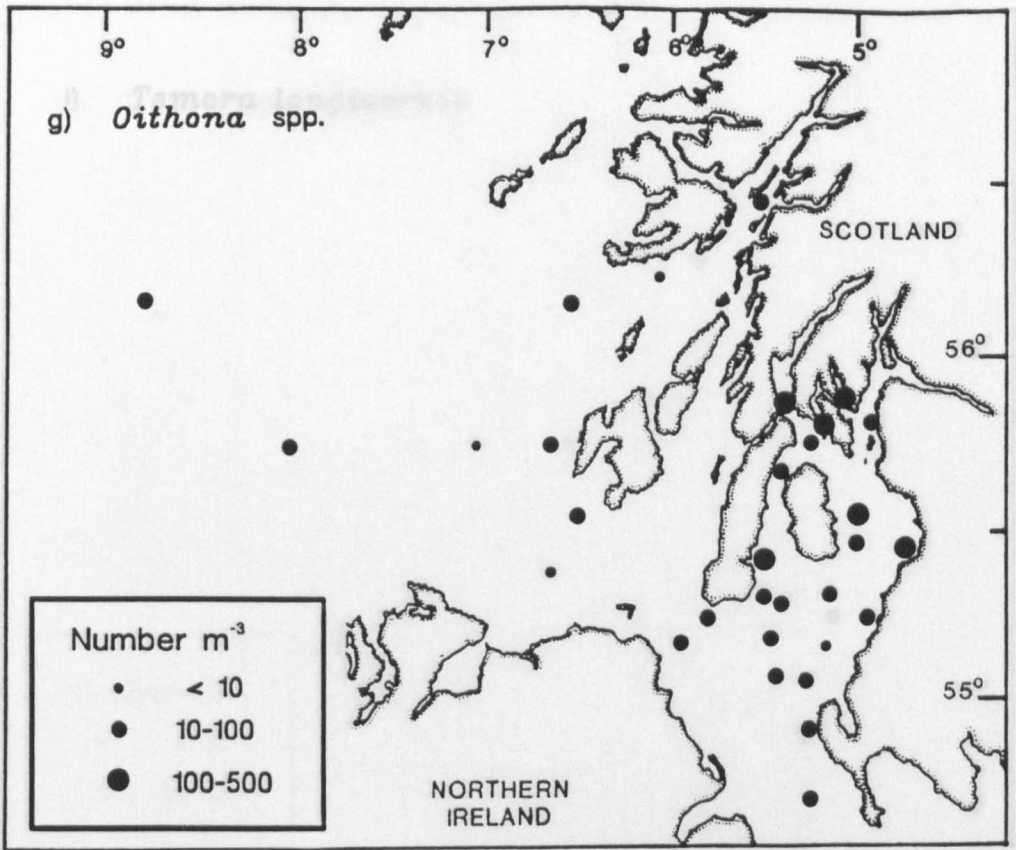 9° 8° 7° 6° 5°
g) Oithona spp.
SCOTLAND
56°
55°
Number m⁻³
< 10
10-100
100-500
NORTHERN
IRELAND